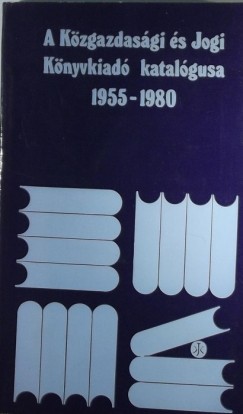 A Közgazdasági és Jogi
Könyvkiadó katalógusa
1955-1980